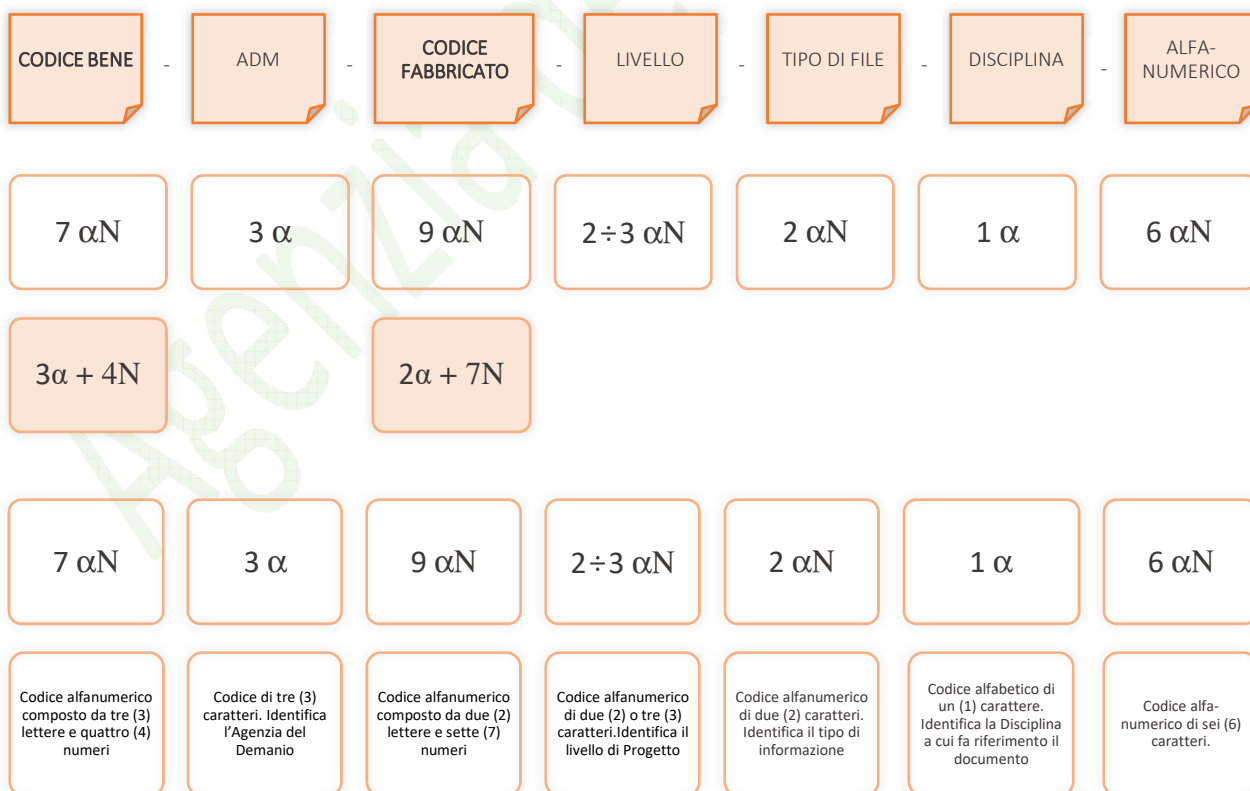 CODICE BENE - ADM - CODICE FABBRICATO - LIVELLO - TIPO DI FILE - DISCIPLINA - ALFA-NUMERICO
7 αN
3 α
9 αN
2÷3 αN
2 αN
1 α
6 αN
3α + 4N
2α + 7N
7 αN
3 α
9 αN
2÷3 αN
2 αN
1 α
6 αN
Codice alfanumerico
composto da tre (3)
lettere e quattro (4)
numeri
Codice di tre (3)
caratteri. Identifica
l’Agenzia del
Demanio
Codice alfanumerico
composto da due (2)
lettere e sette (7)
numeri
Codice alfanumerico
di due (2) o tre (3)
caratteri.Identifica il
livello di Progetto
Codice alfanumerico
di due (2) caratteri.
Identifica il tipo di
informazione
Codice alfabetico di
un (1) carattere.
Identifica la Disciplina
a cui fa riferimento il
documento
Codice alfa-
numerico di sei (6)
caratteri.
Agenzia